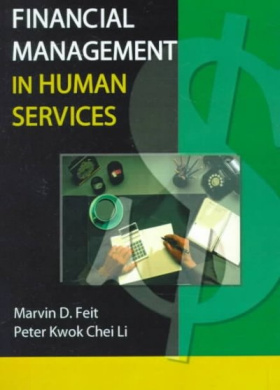 FINANCIAL
MANAGEMENT
IN HUMAN
SERVICES
Marvin D. Feit
Peter Kwok Chei Li